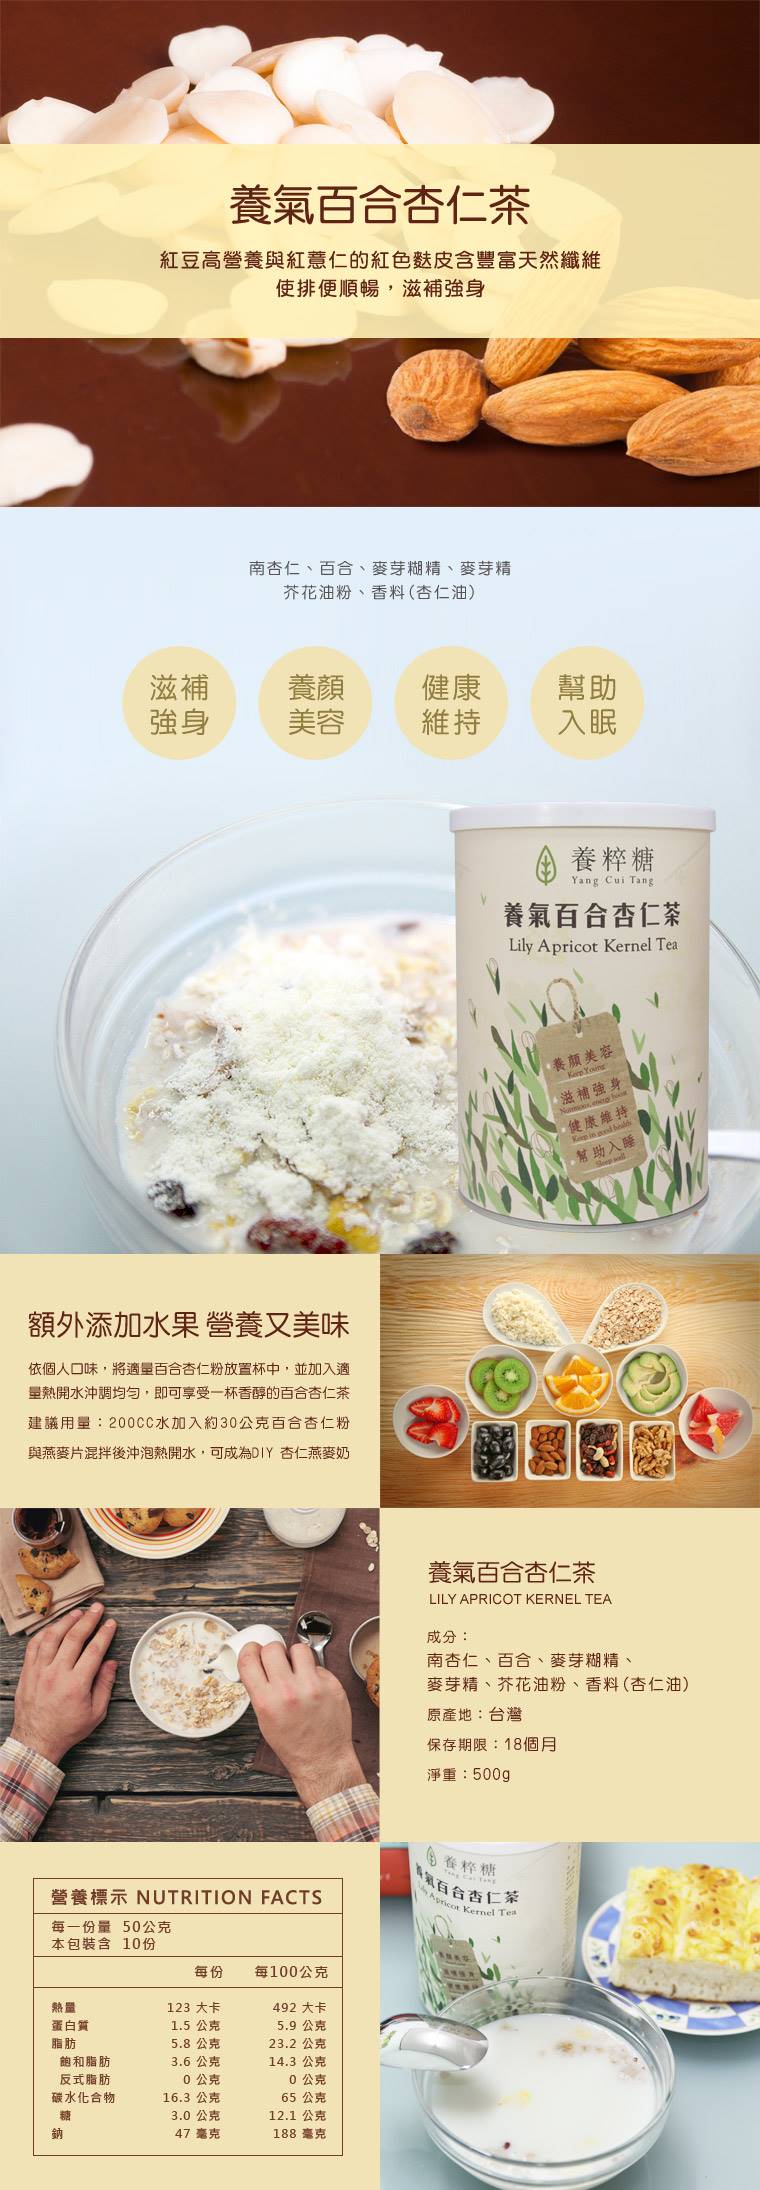 養氣百合杏仁茶
紅豆高營養與紅薏仁的紅色麩皮含豐富天然纖維
使排便順暢,滋補強身
南杏仁、百合、麥芽糊精、麥芽精
芥花油粉、香料(杏仁油)
滋補
強身
養顏
美容
健康
維持
幫助
入眠
養粹糖
Yang Cui Tang
養氣百合杏仁茶
Lily Apricot Kernel Tea
養顏美容
Keep Young
滋補強身
Nutritious, energy boost
健康維持
Keep in good health
幫助入睡
Sleep well
額外添加水果 營養又美味
依個人口味,將適量百合杏仁粉放置杯中,並加入適
量熱開水沖調均勻,即可享受一杯香醇的百合杏仁茶
建議用量:200CC水加入約30公克百合杏仁粉
與燕麥片混拌後沖泡熱開水,可成為DIY 杏仁燕麥奶
養氣百合杏仁茶
LILY APRICOT KERNEL TEA
成分:
南杏仁、百合、麥芽糊精、
麥芽精、芥花油粉、香料(杏仁油)
原產地:台灣
保存期限:18個月
淨重:500g
營養標示 NUTRITION FACTS
每一份量 50公克
本包裝含 10份
每份 每100公克
熱量 123 大卡 492 大卡
蛋白質 1.5 公克 5.9 公克
脂肪 5.8 公克 23.2 公克
飽和脂肪 3.6 公克 14.3 公克
反式脂肪 0 公克 0 公克
碳水化合物 16.3 公克 65 公克
糖 3.0 公克 12.1 公克
鈉 47 毫克 188 毫克
養粹糖
Yang Cui Tang
養氣百合杏仁茶
Lily Apricot Kernel Tea